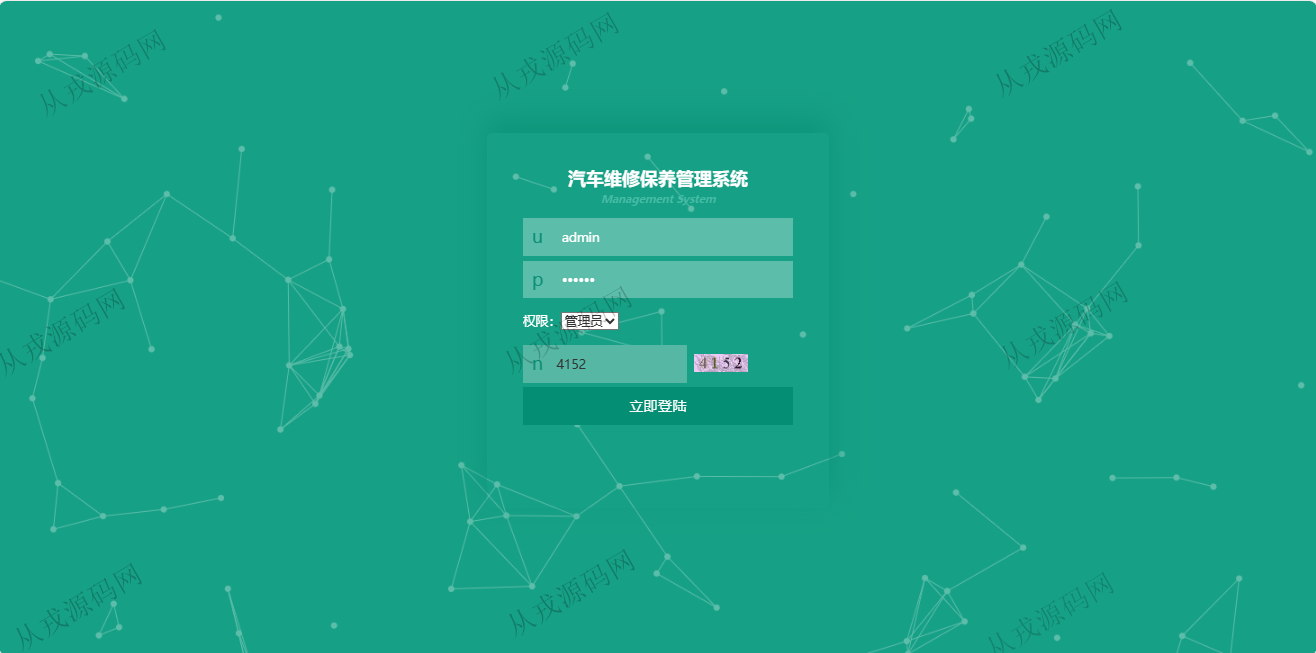 从戎源码网
从戎源码网
从戎源码网
汽车维修保养管理系统
Management System
u admin
p ••••••
从戎源码网
从戎源码网
从戎源码网
权限: 管理员
n 4152 4152
立即登陆
从戎源码网
从戎源码网
从戎源码网